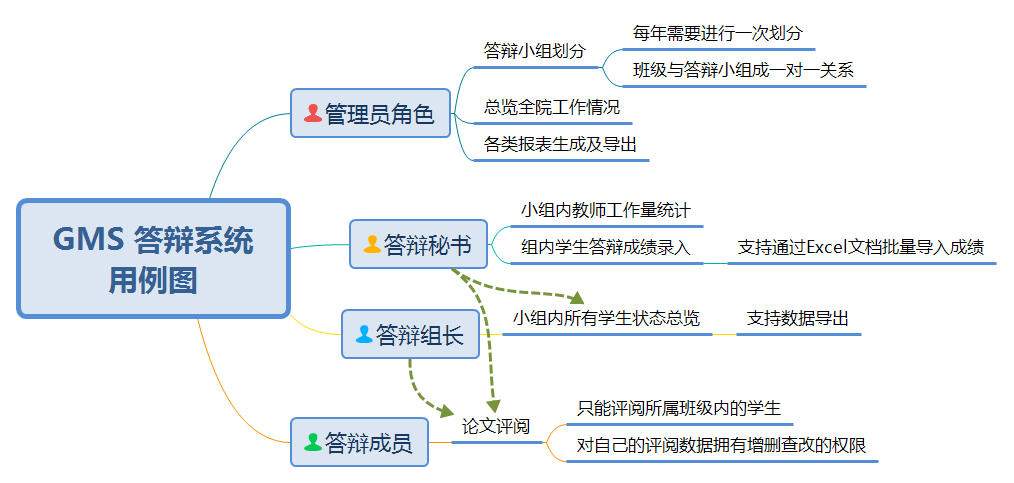 GMS 答辩系统
用例图
管理员角色
答辩小组划分
每年需要进行一次划分
班级与答辩小组成一对一关系
总览全院工作情况
各类报表生成及导出
答辩秘书
小组内教师工作量统计
组内学生答辩成绩录入
支持通过Excel文档批量导入成绩
答辩组长
小组内所有学生状态总览
支持数据导出
答辩成员
论文评阅
只能评阅所属班级内的学生
对自己的评阅数据拥有增删查改的权限